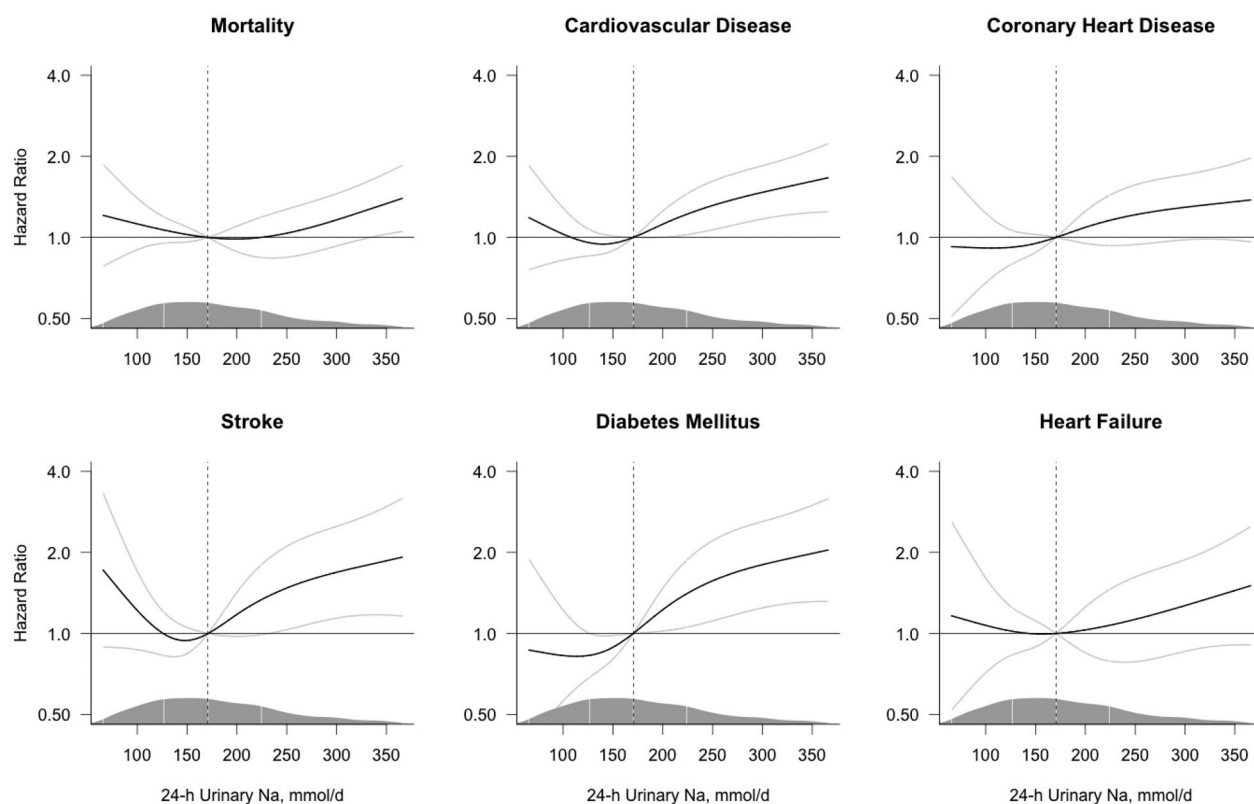 Mortality
Cardiovascular Disease
Coronary Heart Disease
Hazard Ratio
4.0
2.0
1.0
0.50
100 150 200 250 300 350
4.0
2.0
1.0
0.50
100 150 200 250 300 350
4.0
2.0
1.0
0.50
100 150 200 250 300 350
Stroke
Diabetes Mellitus
Heart Failure
Hazard Ratio
4.0
2.0
1.0
0.50
100 150 200 250 300 350
24-h Urinary Na, mmol/d
4.0
2.0
1.0
0.50
100 150 200 250 300 350
24-h Urinary Na, mmol/d
4.0
2.0
1.0
0.50
100 150 200 250 300 350
24-h Urinary Na, mmol/d